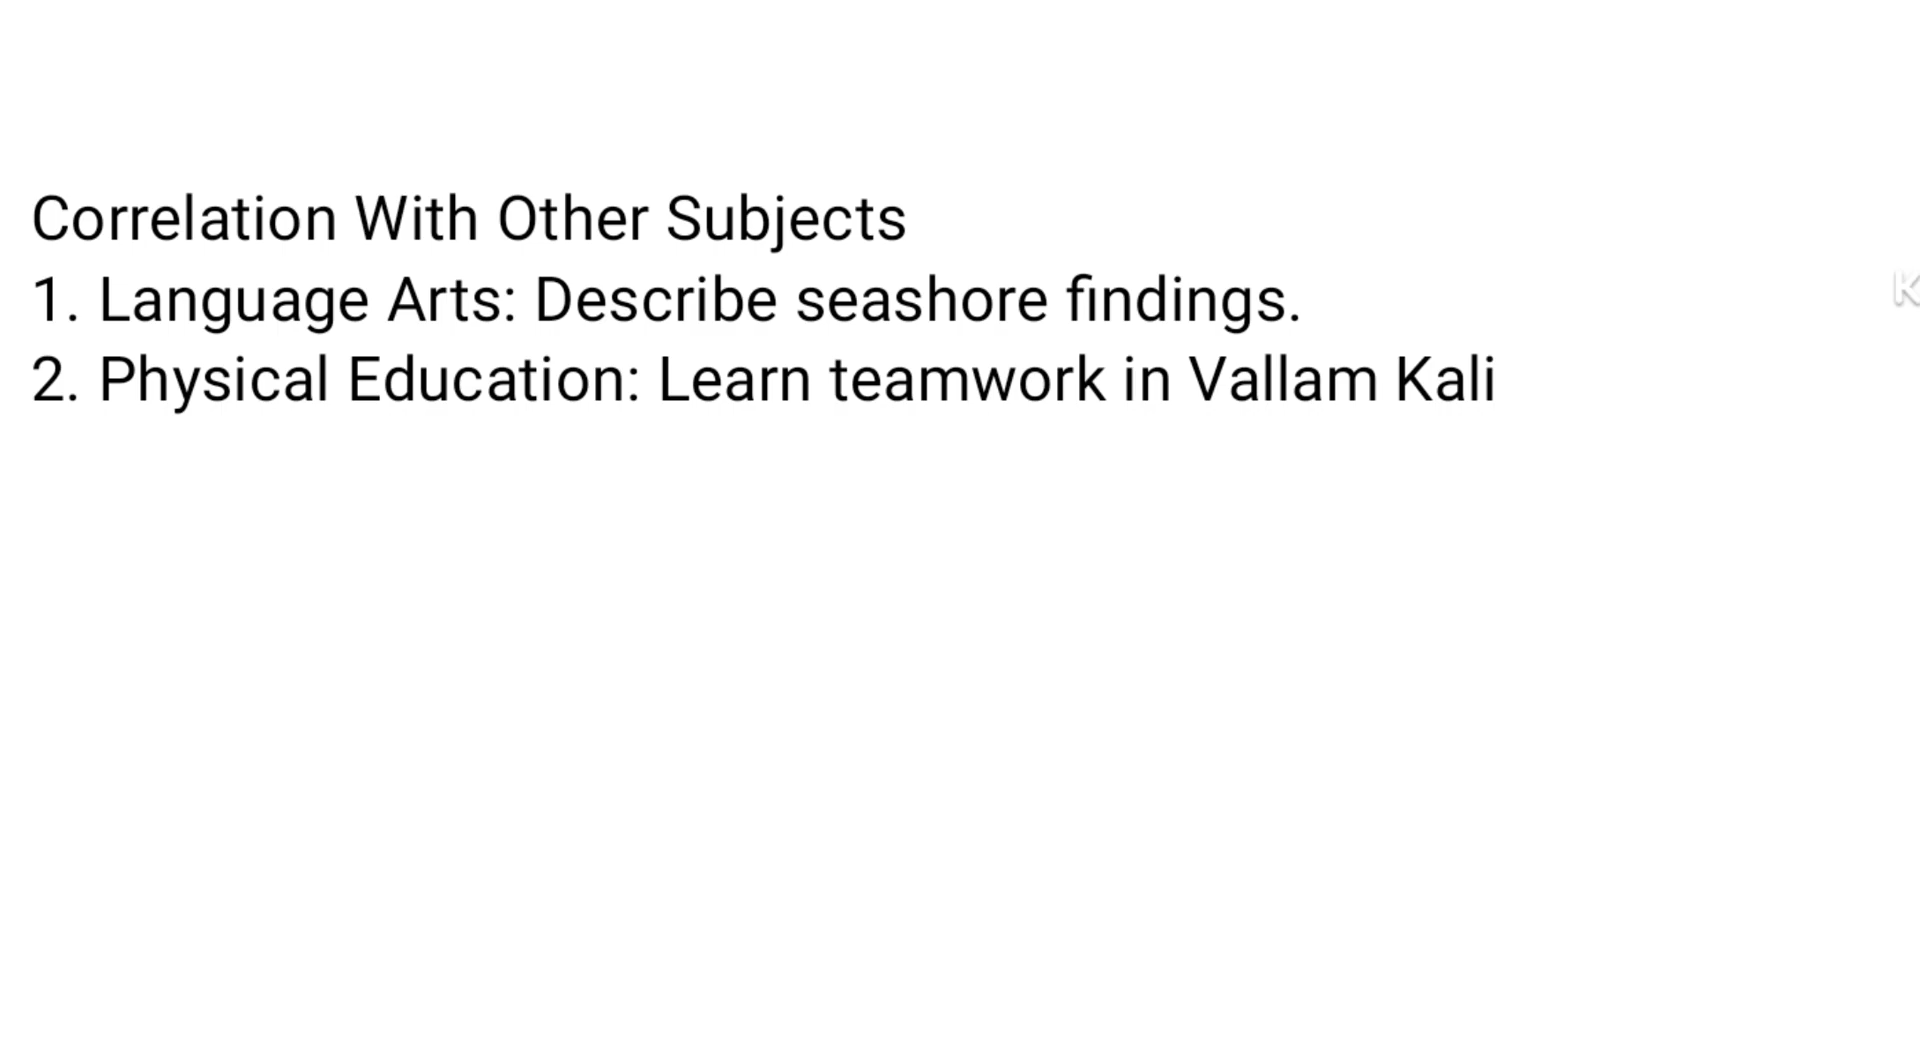 Correlation With Other Subjects
1. Language Arts: Describe seashore findings.
2. Physical Education: Learn teamwork in Vallam Kali